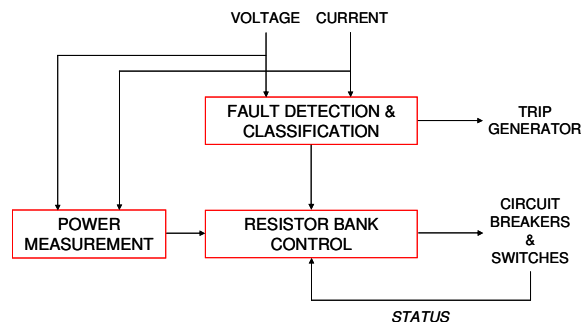 VOLTAGE CURRENT
FAULT DETECTION &
CLASSIFICATION
TRIP
GENERATOR
POWER
MEASUREMENT
RESISTOR BANK
CONTROL
CIRCUIT
BREAKERS
&
SWITCHES
STATUS